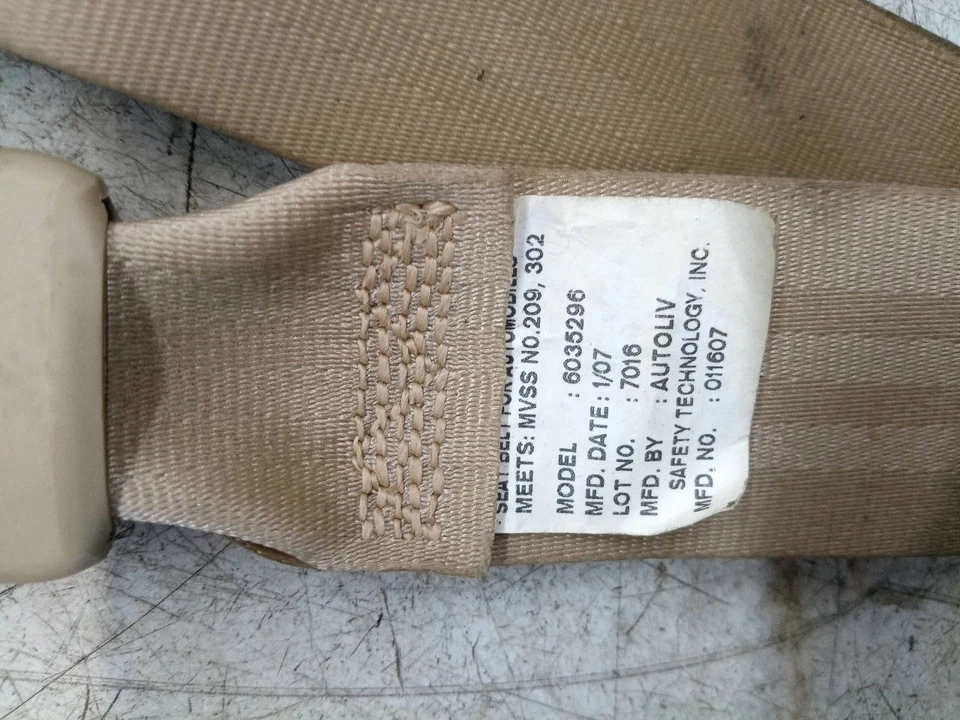 SEAT BELT FOR AUTOMOBILES
MEETS: MVSS NO.209, 302
MODEL : 6035296
MFD. DATE : 1/07
LOT NO. : 7016
MFD. BY : AUTOLIV
SAFETY TECHNOLOGY, INC.
MFD. NO. : 011607